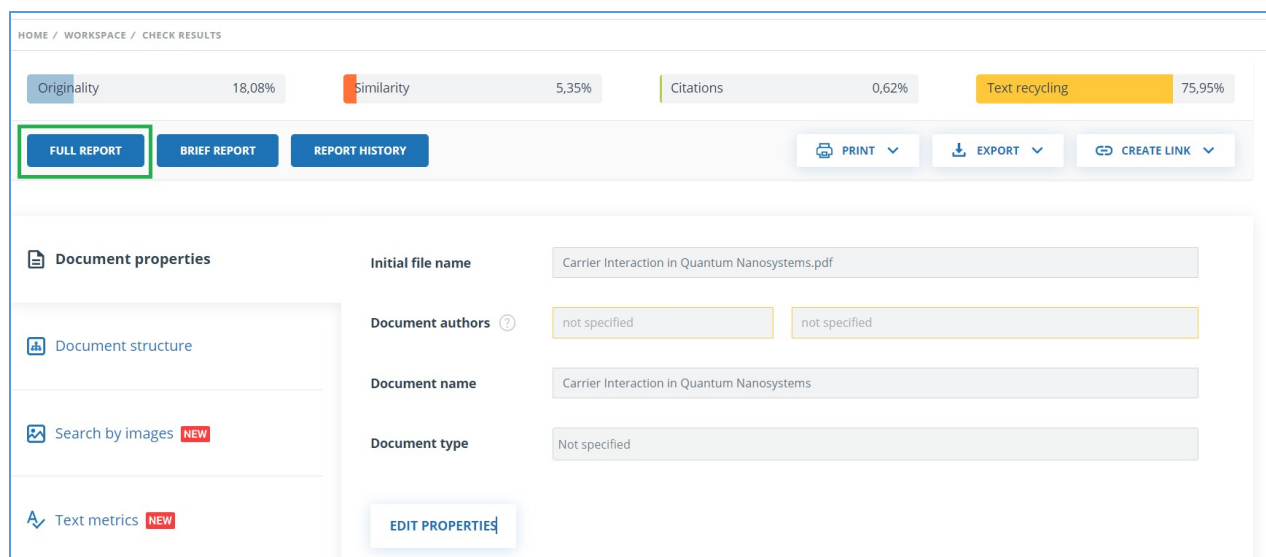 HOME / WORKSPACE / CHECK RESULTS
Originality 18,08% Similarity 5,35% Citations 0,62% Text recycling 75,95%
FULL REPORT BRIEF REPORT REPORT HISTORY PRINT EXPORT CREATE LINK
Document properties
Document structure
Search by images NEW
Text metrics NEW
Initial file name Carrier Interaction in Quantum Nanosystems.pdf
Document authors ? not specified not specified
Document name Carrier Interaction in Quantum Nanosystems
Document type Not specified
EDIT PROPERTIES